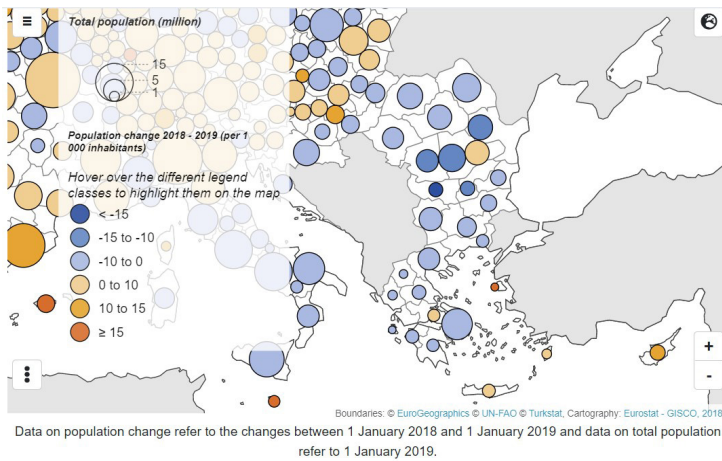 Total population (million)
15
5
1
Population change 2018 - 2019 (per 1
000 inhabitants)
Hover over the different legend
classes to highlight them on the map
< -15
-15 to -10
-10 to 0
0 to 10
10 to 15
≥ 15
+
-
Boundaries: © EuroGeographics © UN-FAO © Turkstat, Cartography: Eurostat - GISCO, 2018
Data on population change refer to the changes between 1 January 2018 and 1 January 2019 and data on total population
refer to 1 January 2019.